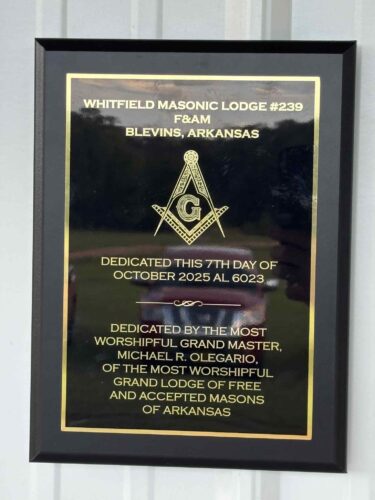 WHITFIELD MASONIC LODGE #239
F&AM
BLEVINS, ARKANSAS
G
DEDICATED THIS 7TH DAY OF
OCTOBER 2025 AL 6023
DEDICATED BY THE MOST
WORSHIPFUL GRAND MASTER,
MICHAEL R. OLEGARIO,
OF THE MOST WORSHIPFUL
GRAND LODGE OF FREE
AND ACCEPTED MASONS
OF ARKANSAS